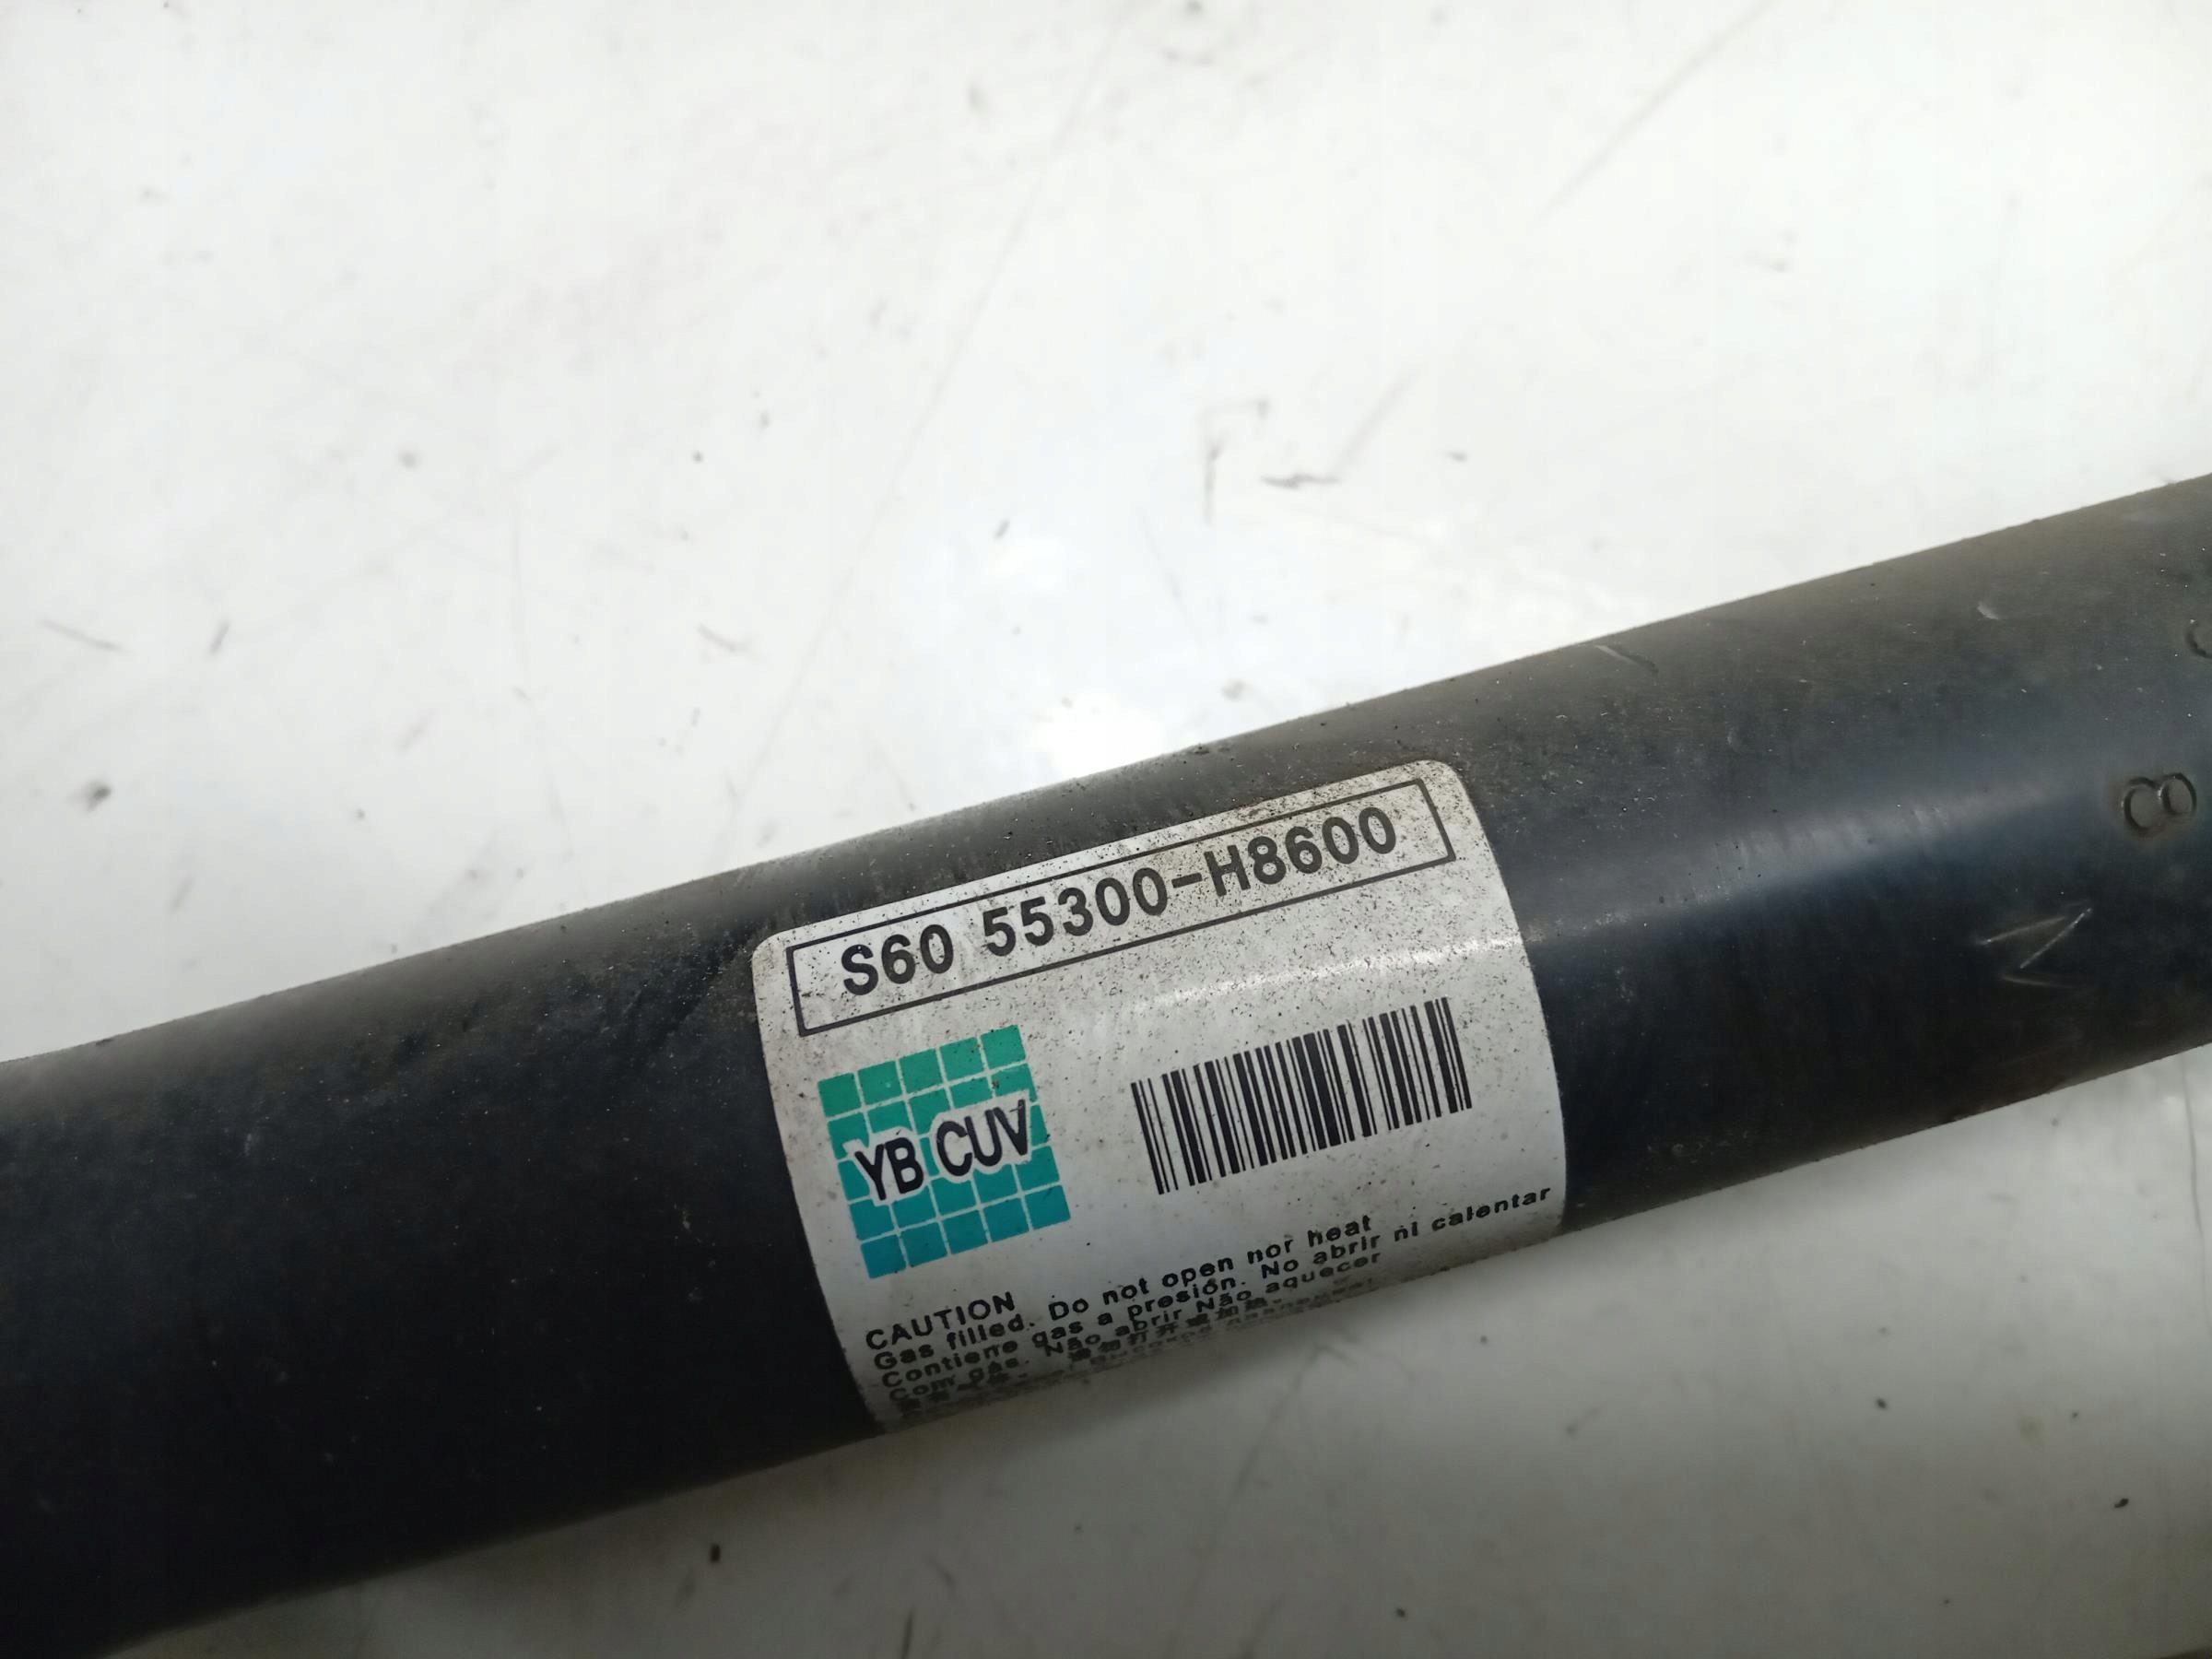 S60 55300-H8600
YB CUV
CAUTION
Gas filled. Do not open nor heat
Contiene gas a presión. No abrir ni calentar
Com gás. Não abrir Não aquecer
8
M